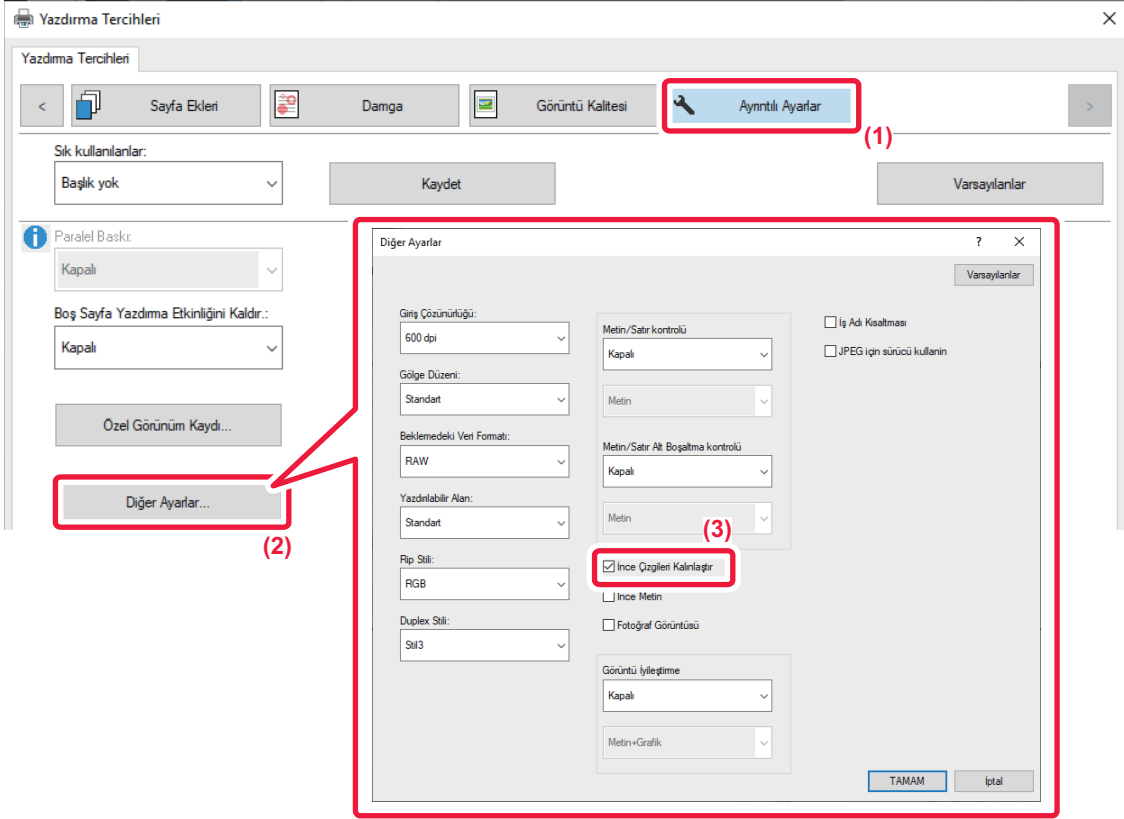 Yazdırma Tercihleri
Yazdırma Tercihleri
<
Sayfa Ekleri
Damga
Görüntü Kalitesi
Ayrıntılı Ayarlar
>
(1)
Sık kullanılanlar:
Başlık yok
Kaydet
Varsayılanlar
Paralel Baskı:
Kapalı
Boş Sayfa Yazdırma Etkinliğini Kaldır.:
Kapalı
Özel Görünüm Kaydı...
Diğer Ayarlar...
(2)
Diğer Ayarlar
?
Varsayılanlar
Giriş Çözünürlüğü:
600 dpi
Gölge Düzeni:
Standart
Beklemedeki Veri Formatı:
RAW
Yazdırılabilir Alan:
Standart
Rip Stili:
RGB
Duplex Stili:
Stil3
Metin/Satır kontrolü
Kapalı
Metin
Metin/Satır Alt Boşaltma kontrolü
Kapalı
Metin
(3)
İnce Çizgileri Kalınlaştır
İnce Metin
Fotoğraf Görüntüsü
Görüntü İyileştirme
Kapalı
Metin+Grafik
İş Adı Kısaltması
JPEG için sürücü kullanin
TAMAM
İptal